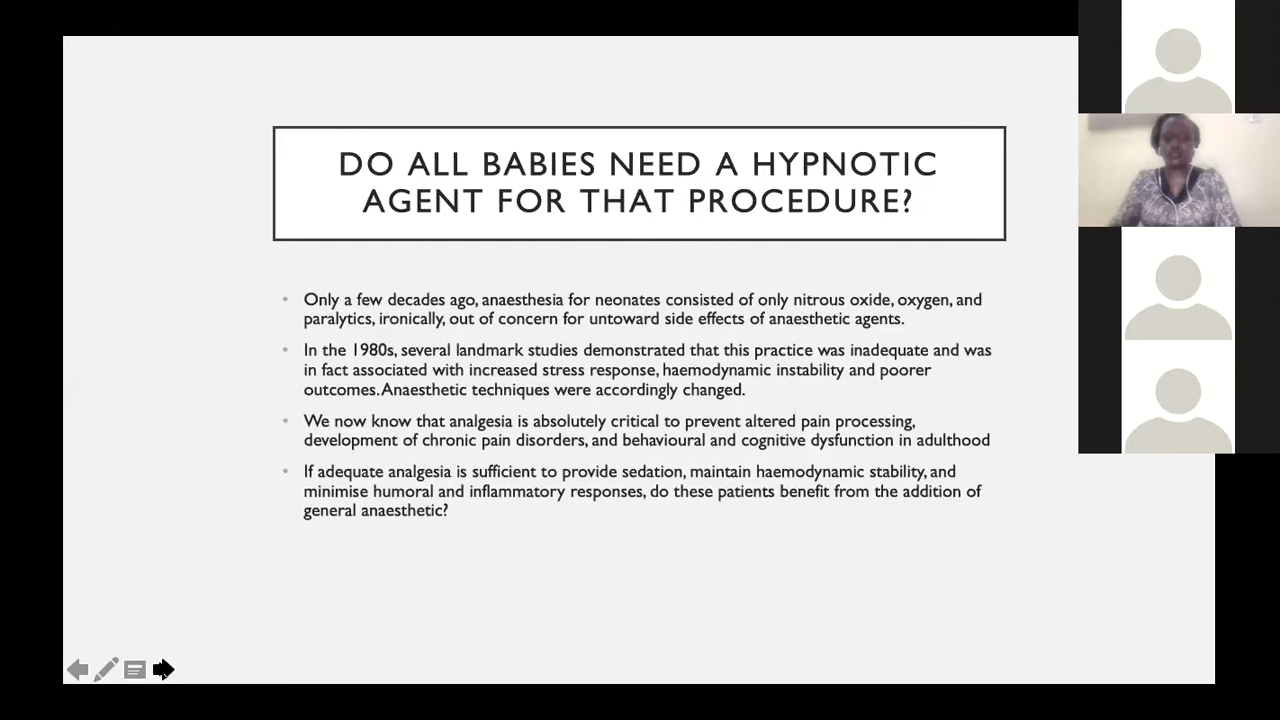 DO ALL BABIES NEED A HYPNOTIC
AGENT FOR THAT PROCEDURE?
• Only a few decades ago, anaesthesia for neonates consisted of only nitrous oxide, oxygen, and
paralytics, ironically, out of concern for untoward side effects of anaesthetic agents.
• In the 1980s, several landmark studies demonstrated that this practice was inadequate and was
in fact associated with increased stress response, haemodynamic instability and poorer
outcomes. Anaesthetic techniques were accordingly changed.
• We now know that analgesia is absolutely critical to prevent altered pain processing,
development of chronic pain disorders, and behavioural and cognitive dysfunction in adulthood
• If adequate analgesia is sufficient to provide sedation, maintain haemodynamic stability, and
minimise humoral and inflammatory responses, do these patients benefit from the addition of
general anaesthetic?